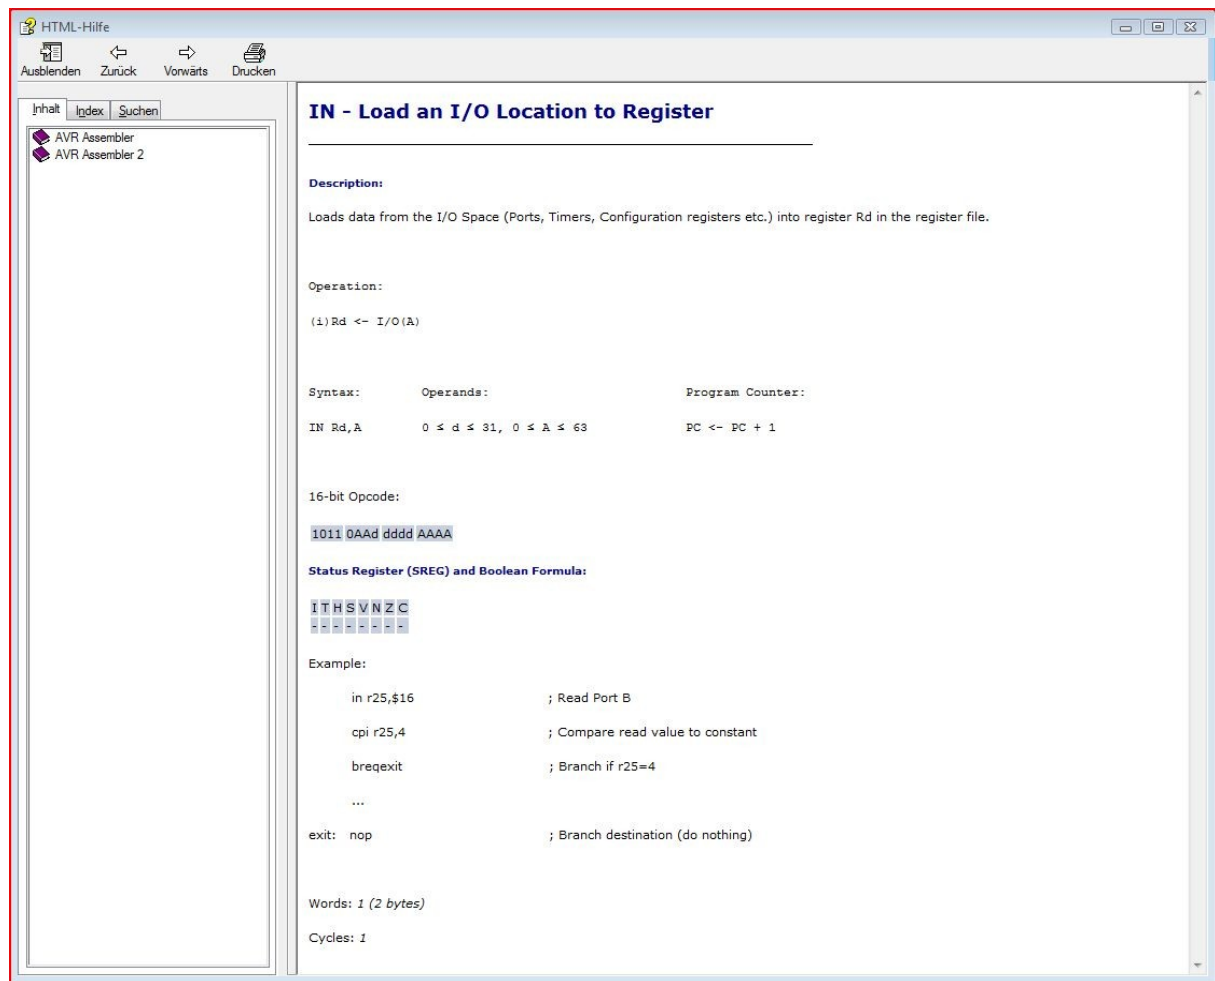 HTML-Hilfe
Ausblenden Zurück Vorwärts Drucken
Inhalt Index Suchen
AVR Assembler
AVR Assembler 2
IN - Load an I/O Location to Register
Description:
Loads data from the I/O Space (Ports, Timers, Configuration registers etc.) into register Rd in the register file.
Operation:
(i)Rd <- I/O(A)
Syntax: Operands: Program Counter:
IN Rd,A 0 ≤ d ≤ 31, 0 ≤ A ≤ 63 PC <- PC + 1
16-bit Opcode:
1011 0AAd dddd AAAA
Status Register (SREG) and Boolean Formula:
I T H S V N Z C
- - - - - - - -
Example:
in r25,$16 ; Read Port B
cpi r25,4 ; Compare read value to constant
breqexit ; Branch if r25=4
...
exit: nop ; Branch destination (do nothing)
Words: 1 (2 bytes)
Cycles: 1